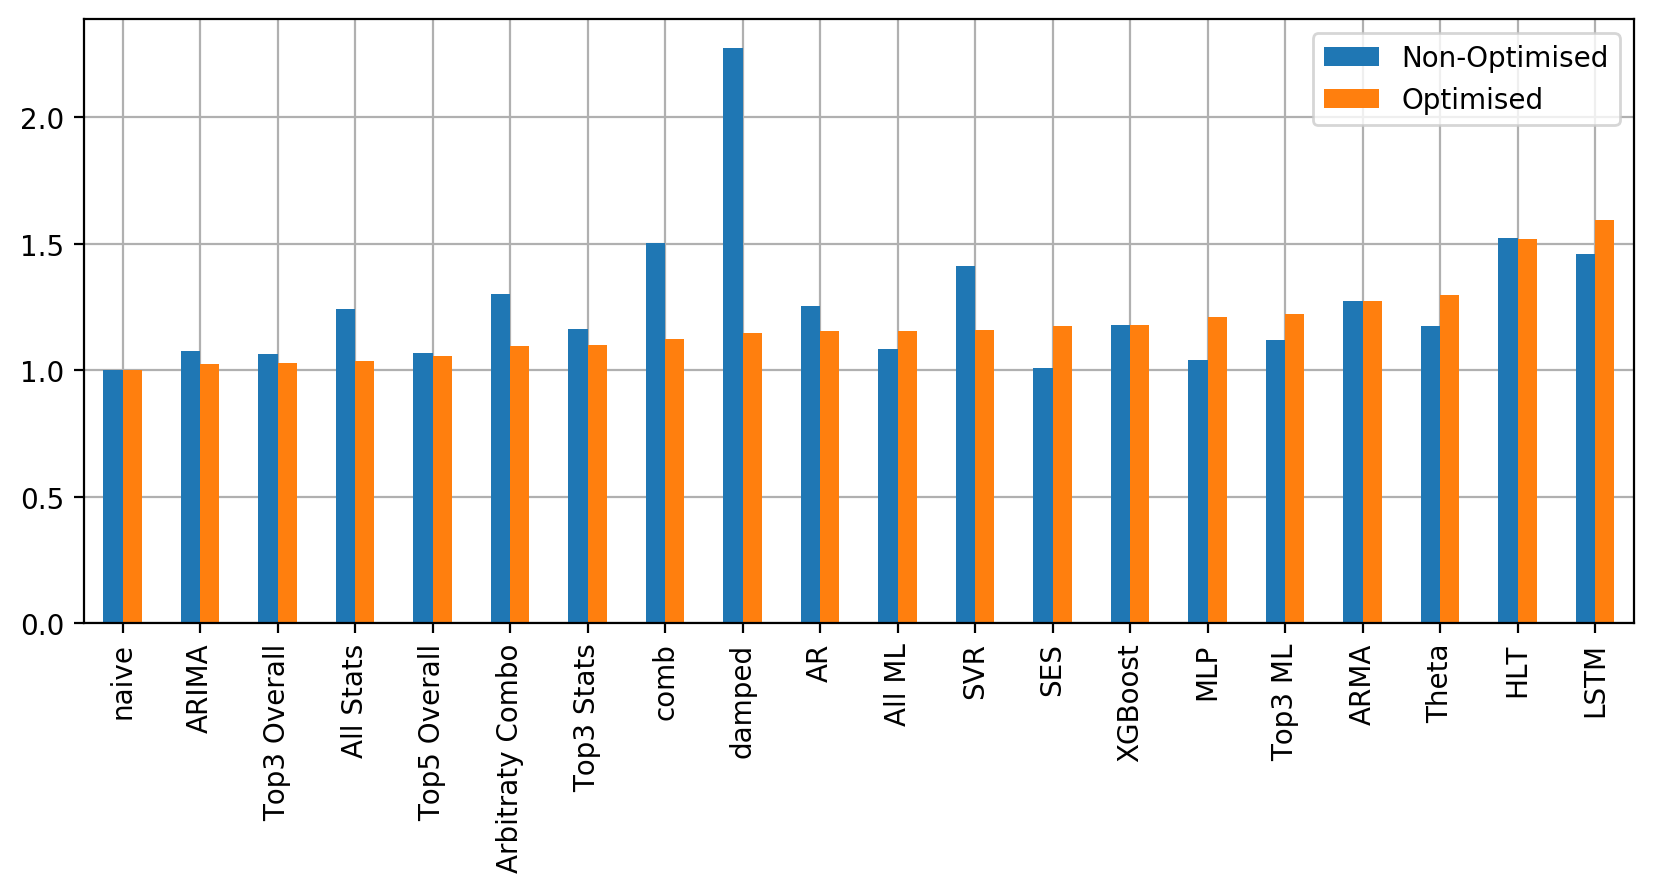 Non-Optimised
Optimised
2.0
1.5
1.0
0.5
0.0
naive
ARIMA
Top3 Overall
All Stats
Top5 Overall
Arbitraty Combo
Top3 Stats
comb
damped
AR
All ML
SVR
SES
XGBoost
MLP
Top3 ML
ARMA
Theta
HLT
LSTM